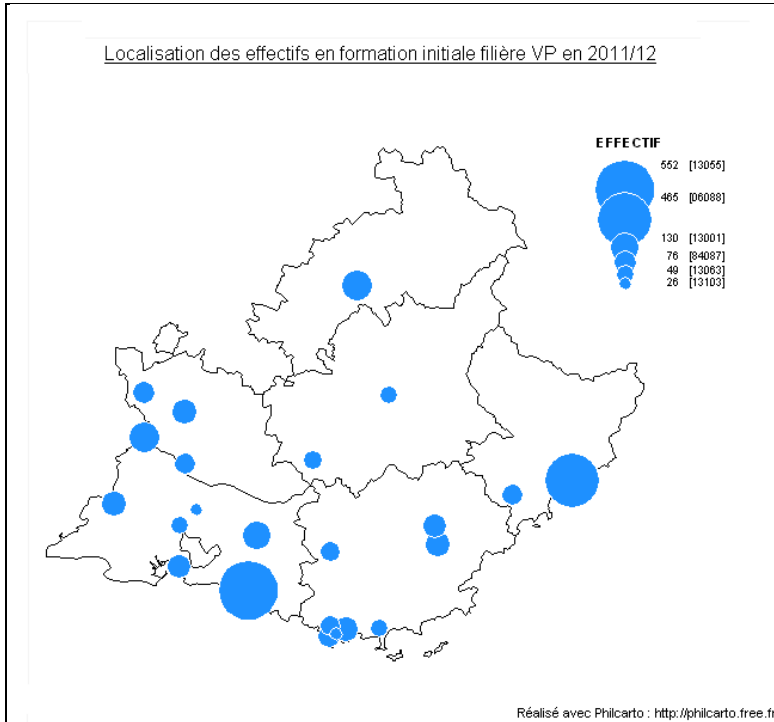 Localisation des effectifs en formation initiale filière VP en 2011/12
EFFECTIF
552 [13055]
465 [06088]
130 [13001]
76 [84087]
49 [13063]
26 [13103]
Réalisé avec Philcarto : http://philcarto.free.f